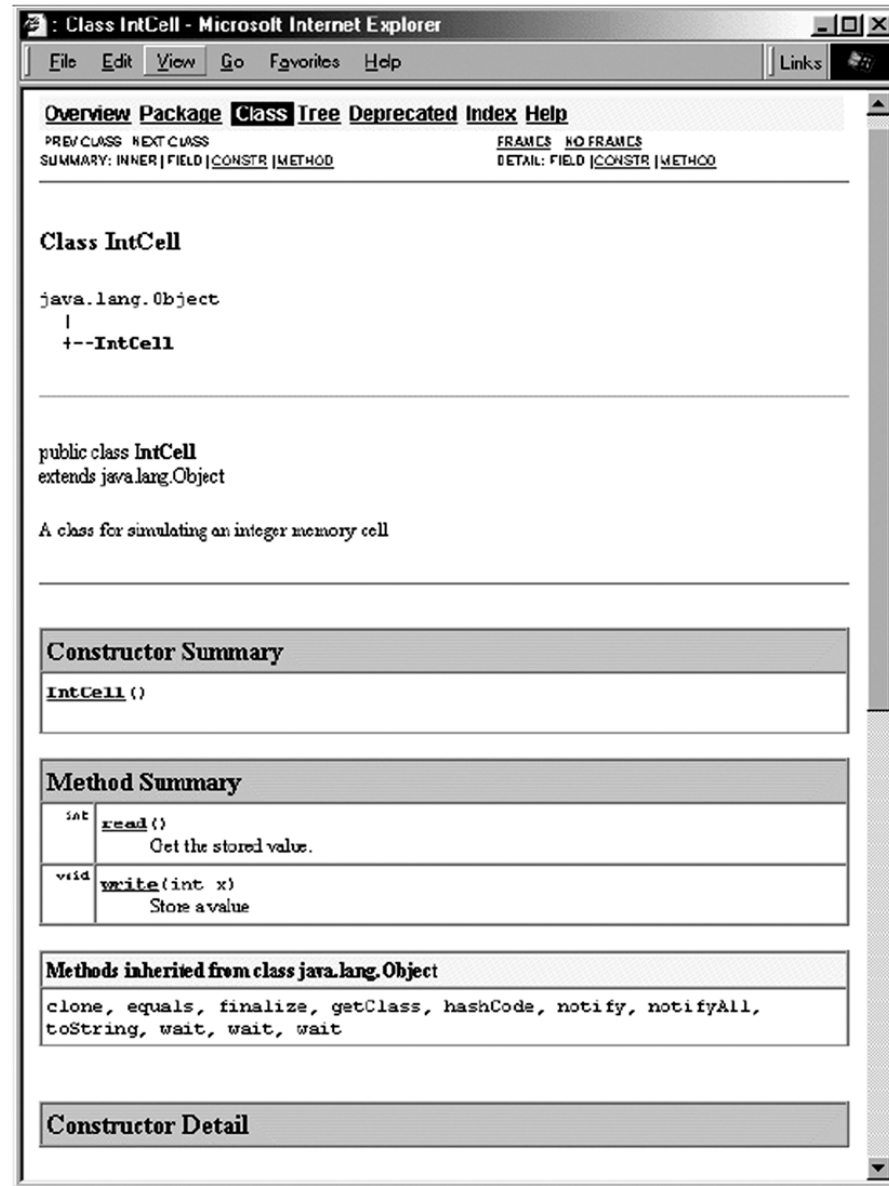 : Class IntCell - Microsoft Internet Explorer
File Edit View Go Favorites Help Links
Overview Package Class Tree Deprecated Index Help
PREV CLASS NEXT CLASS FRAMES NO FRAMES
SUMMARY: INNER | FIELD | CONSTR | METHOD DETAIL: FIELD | CONSTR | METHOD
Class IntCell
java.lang.Object
|
+--IntCell
public class IntCell
extends java.lang.Object
A class for simulating an integer memory cell
Constructor Summary
IntCell()
Method Summary
int read()
Get the stored value.
void write(int x)
Store a value
Methods inherited from class java.lang.Object
clone, equals, finalize, getClass, hashCode, notify, notifyAll,
toString, wait, wait, wait
Constructor Detail